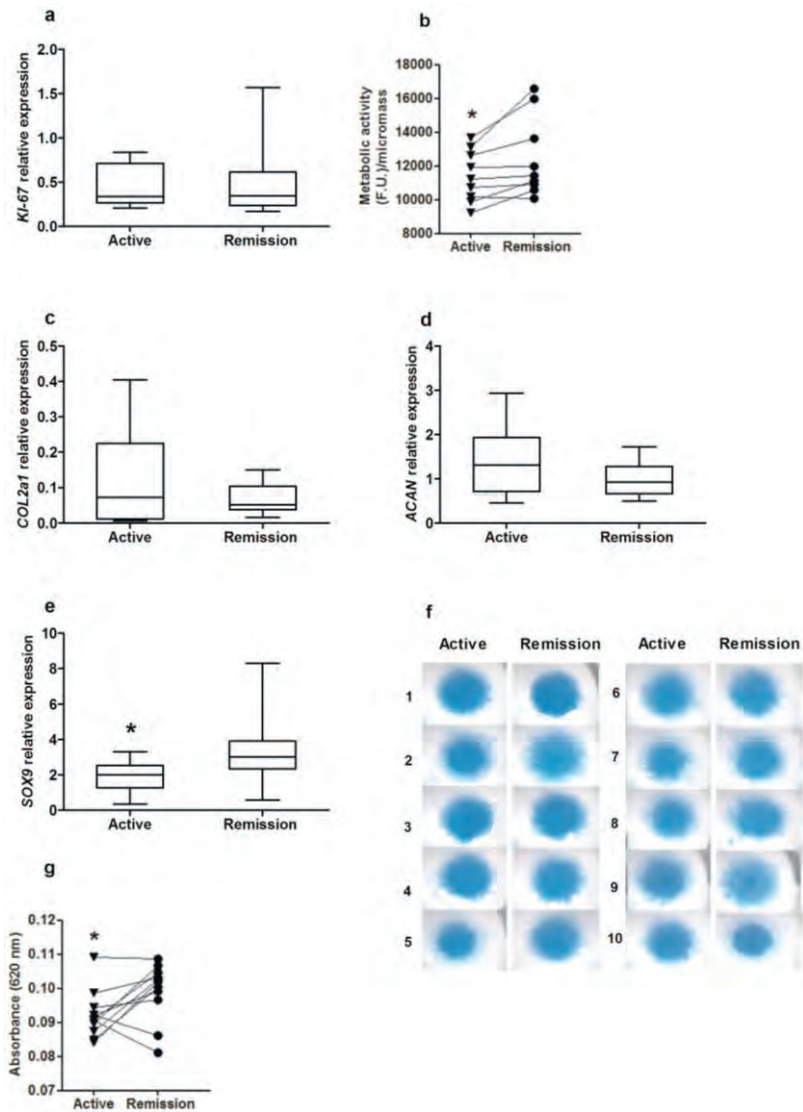 a
KI-67 relative expression
2.0
1.5
1.0
0.5
0.0
Active Remission
b
Metabolic activity
(F.U.)/micromass
18000
16000
14000
12000
10000
8000
*
Active Remission
c
COL2a1 relative expression
0.5
0.4
0.3
0.2
0.1
0.0
Active Remission
d
ACAN relative expression
4
3
2
1
0
Active Remission
e
SOX9 relative expression
10
8
6
4
2
0
*
Active Remission
f
Active Remission Active Remission
1 6
2 7
3 8
4 9
5 10
g
Absorbance (620 nm)
0.12
0.11
0.10
0.09
0.08
0.07
*
Active Remission